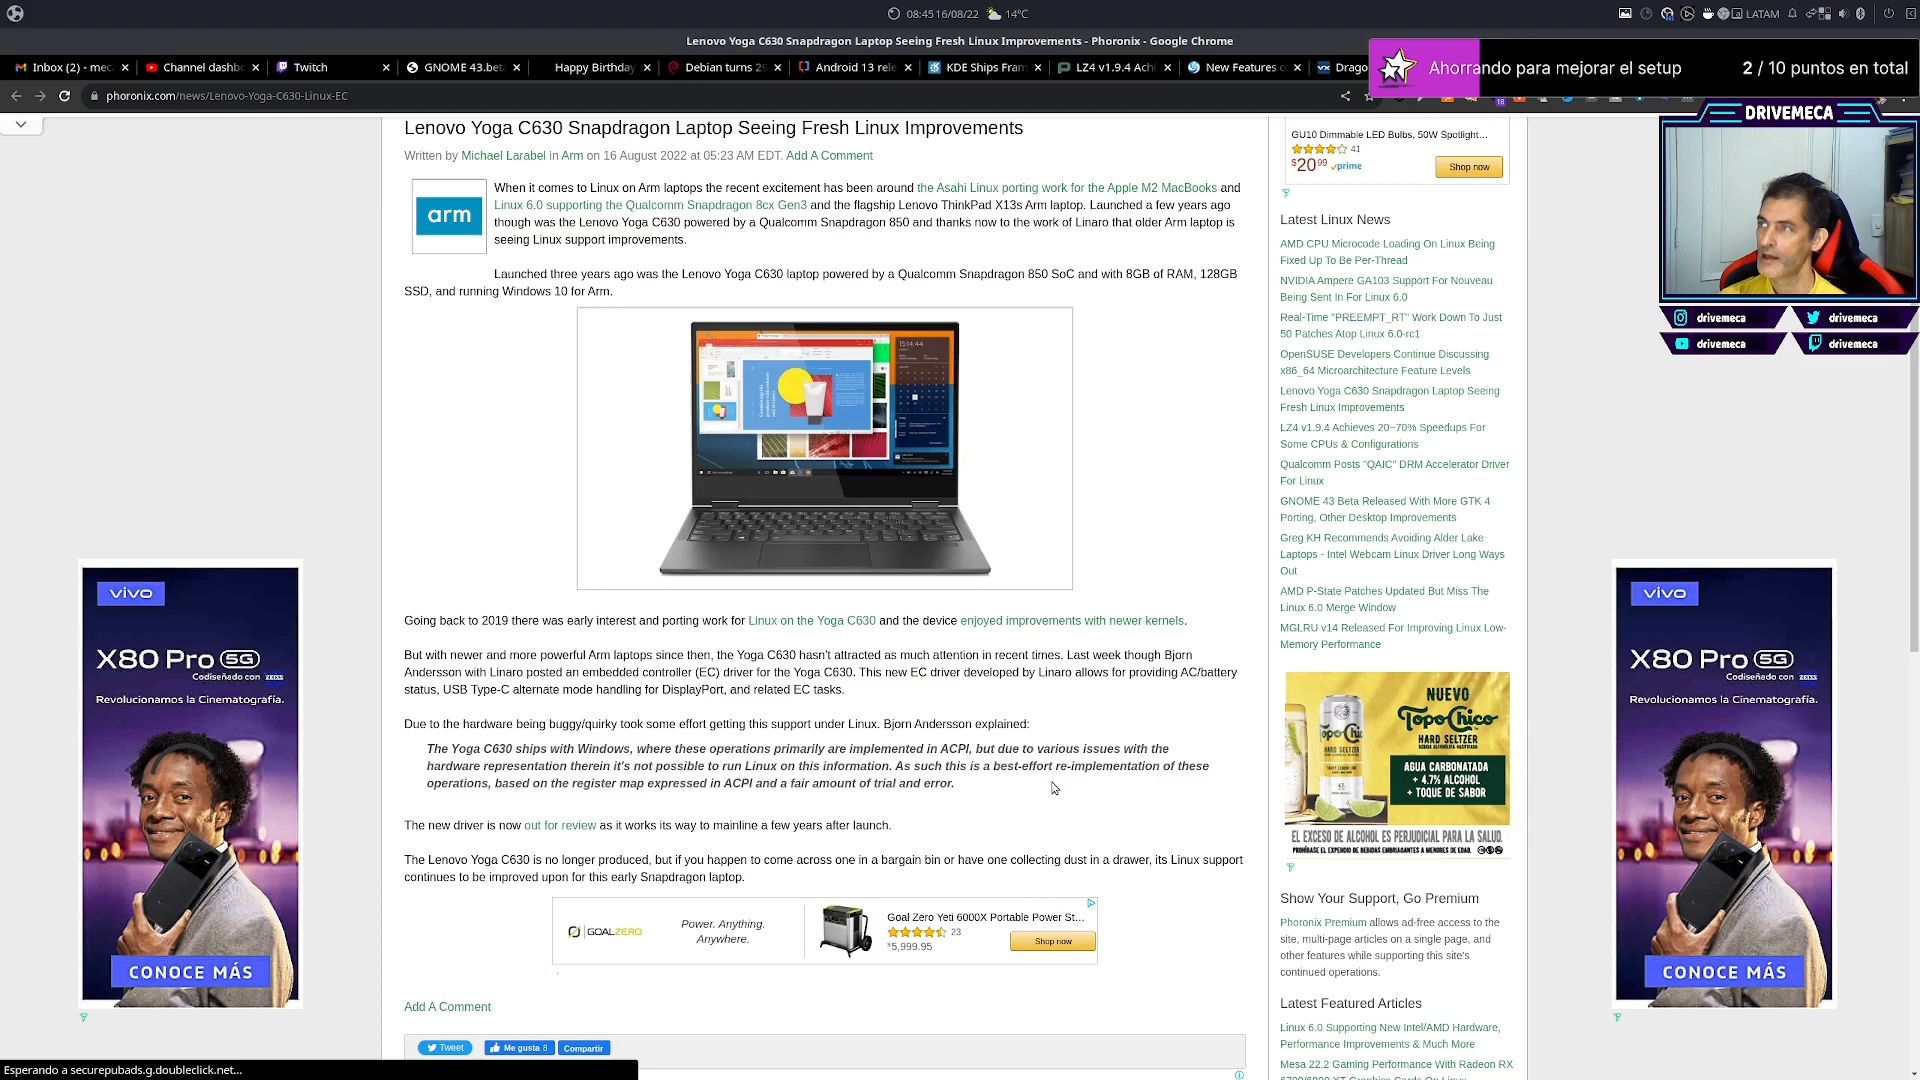 08:45 16/08/22
14°C
LATAM
Lenovo Yoga C630 Snapdragon Laptop Seeing Fresh Linux Improvements - Phoronix - Google Chrome
Inbox (2) - mec
Channel dashbo
Twitch
GNOME 43.beta
Happy Birthday
Debian turns 29
Android 13 rele
KDE Ships Fram
LZ4 v1.9.4 Achi
New Features o
Drago
Ahorrando para mejorar el setup
2 / 10 puntos en total
phoronix.com/news/Lenovo-Yoga-C630-Linux-EC
18
DRIVEMECA
drivemeca
drivemeca
drivemeca
drivemeca
Lenovo Yoga C630 Snapdragon Laptop Seeing Fresh Linux Improvements
Written by Michael Larabel in Arm on 16 August 2022 at 05:23 AM EDT. Add A Comment
arm
When it comes to Linux on Arm laptops the recent excitement has been around the Asahi Linux porting work for the Apple M2 MacBooks and
Linux 6.0 supporting the Qualcomm Snapdragon 8cx Gen3 and the flagship Lenovo ThinkPad X13s Arm laptop. Launched a few years ago
though was the Lenovo Yoga C630 powered by a Qualcomm Snapdragon 850 and thanks now to the work of Linaro that older Arm laptop is
seeing Linux support improvements.
Launched three years ago was the Lenovo Yoga C630 laptop powered by a Qualcomm Snapdragon 850 SoC and with 8GB of RAM, 128GB
SSD, and running Windows 10 for Arm.
15:14:44
Going back to 2019 there was early interest and porting work for Linux on the Yoga C630 and the device enjoyed improvements with newer kernels.
But with newer and more powerful Arm laptops since then, the Yoga C630 hasn't attracted as much attention in recent times. Last week though Bjorn
Andersson with Linaro posted an embedded controller (EC) driver for the Yoga C630. This new EC driver developed by Linaro allows for providing AC/battery
status, USB Type-C alternate mode handling for DisplayPort, and related EC tasks.
Due to the hardware being buggy/quirky took some effort getting this support under Linux. Bjorn Andersson explained:
The Yoga C630 ships with Windows, where these operations primarily are implemented in ACPI, but due to various issues with the
hardware representation therein it's not possible to run Linux on this information. As such this is a best-effort re-implementation of these
operations, based on the register map expressed in ACPI and a fair amount of trial and error.
The new driver is now out for review as it works its way to mainline a few years after launch.
The Lenovo Yoga C630 is no longer produced, but if you happen to come across one in a bargain bin or have one collecting dust in a drawer, its Linux support
continues to be improved upon for this early Snapdragon laptop.
GOALZERO
Power. Anything.
Anywhere.
Goal Zero Yeti 6000X Portable Power St...
23
$5,999.95
Shop now
Add A Comment
Tweet
Me gusta 8
Compartir
Esperando a securepubads.g.doubleclick.net...
GU10 Dimmable LED Bulbs, 50W Spotlight...
41
$20.99
prime
Shop now
Latest Linux News
AMD CPU Microcode Loading On Linux Being
Fixed Up To Be Per-Thread
NVIDIA Ampere GA103 Support For Nouveau
Being Sent In For Linux 6.0
Real-Time "PREEMPT_RT" Work Down To Just
50 Patches Atop Linux 6.0-rc1
OpenSUSE Developers Continue Discussing
x86_64 Microarchitecture Feature Levels
Lenovo Yoga C630 Snapdragon Laptop Seeing
Fresh Linux Improvements
LZ4 v1.9.4 Achieves 20~70% Speedups For
Some CPUs & Configurations
Qualcomm Posts "QAIC" DRM Accelerator Driver
For Linux
GNOME 43 Beta Released With More GTK 4
Porting, Other Desktop Improvements
Greg KH Recommends Avoiding Alder Lake
Laptops - Intel Webcam Linux Driver Long Ways
Out
AMD P-State Patches Updated But Miss The
Linux 6.0 Merge Window
MGLRU v14 Released For Improving Linux Low-
Memory Performance
NUEVO
Topo Chico
HARD SELTZER
AGUA CARBONATADA
+ 4.7% ALCOHOL
+ TOQUE DE SABOR
EL EXCESO DE ALCOHOL ES PERJUDICIAL PARA LA SALUD.
PROHÍBASE EL EXPENDIO DE BEBIDAS EMBRIAGANTES A MENORES DE EDAD.
Show Your Support, Go Premium
Phoronix Premium allows ad-free access to the
site, multi-page articles on a single page, and
other features while supporting this site's
continued operations.
Latest Featured Articles
Linux 6.0 Supporting New Intel/AMD Hardware,
Performance Improvements & Much More
Mesa 22.2 Gaming Performance With Radeon RX
vivo
X80 Pro 5G
Codiseñado con ZEISS
Revolucionamos la Cinematografía.
CONOCE MÁS
vivo
X80 Pro 5G
Codiseñado con ZEISS
Revolucionamos la Cinematografía.
CONOCE MÁS